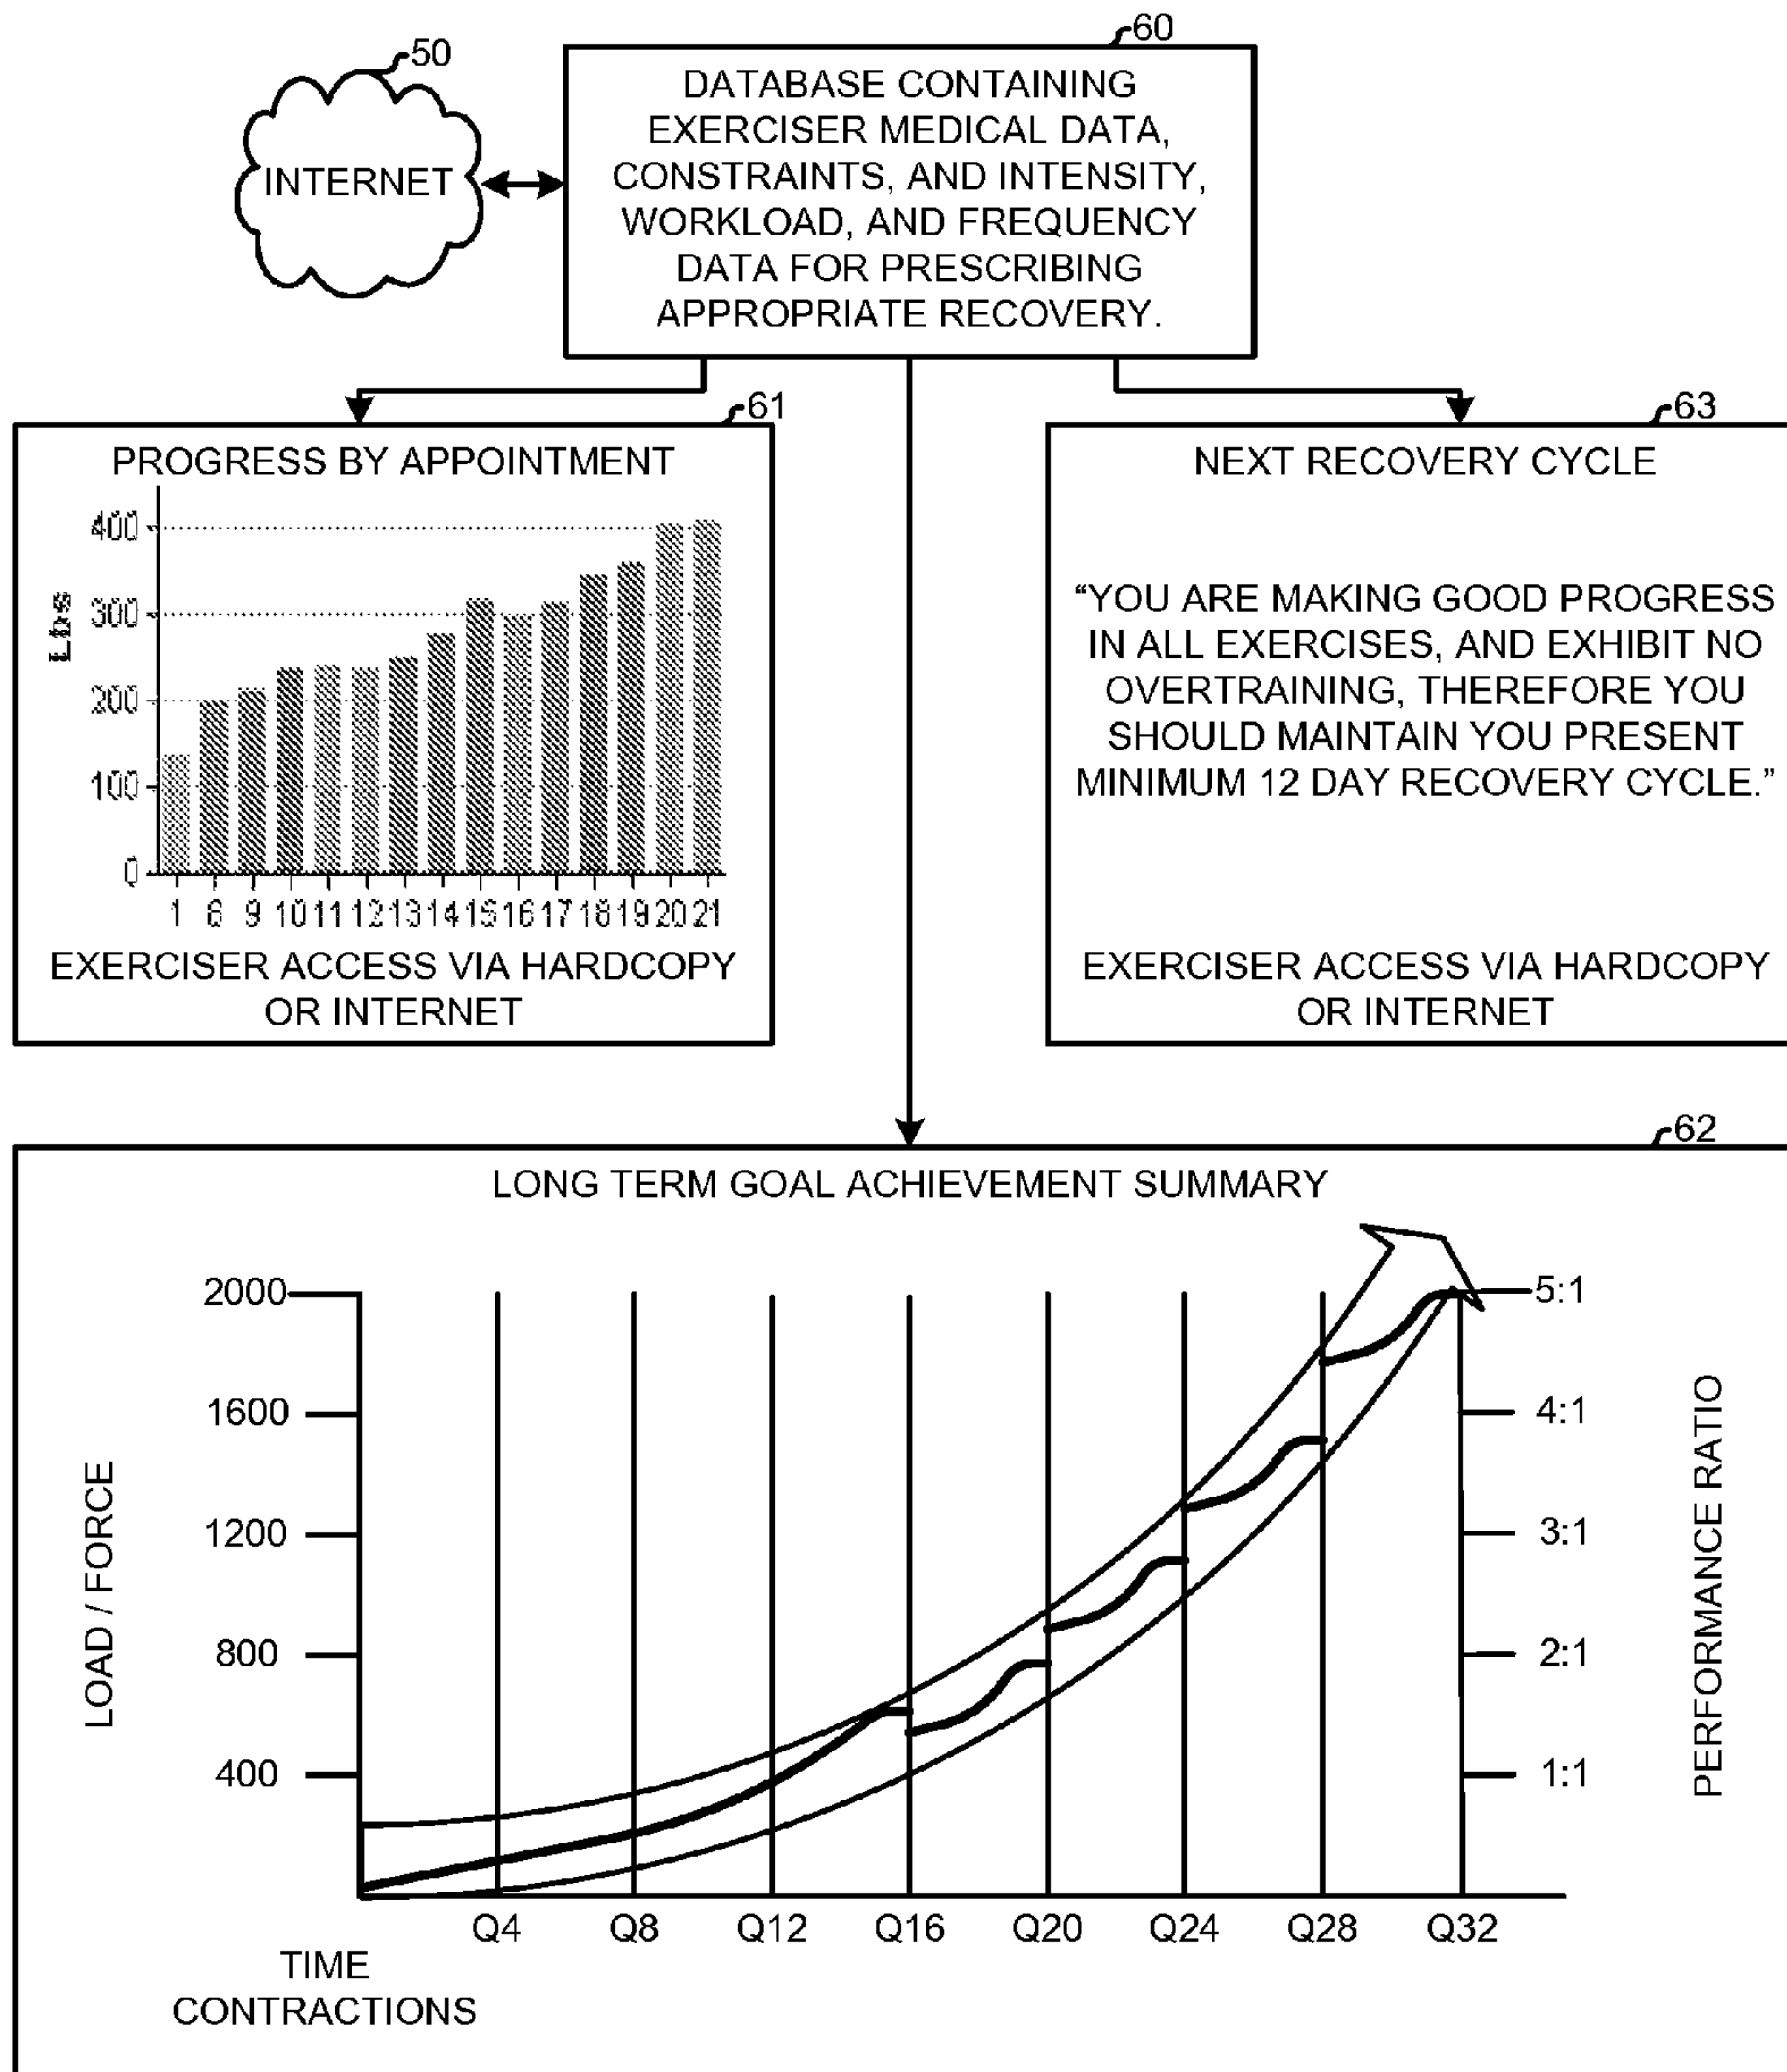 50
INTERNET
60
DATABASE CONTAINING
EXERCISER MEDICAL DATA,
CONSTRAINTS, AND INTENSITY,
WORKLOAD, AND FREQUENCY
DATA FOR PRESCRIBING
APPROPRIATE RECOVERY.
61
PROGRESS BY APPOINTMENT
400
300
200
100
0
Lbs
1 6 9 10 11 12 13 14 15 16 17 18 19 20 21
EXERCISER ACCESS VIA HARDCOPY
OR INTERNET
63
NEXT RECOVERY CYCLE
“YOU ARE MAKING GOOD PROGRESS
IN ALL EXERCISES, AND EXHIBIT NO
OVERTRAINING, THEREFORE YOU
SHOULD MAINTAIN YOU PRESENT
MINIMUM 12 DAY RECOVERY CYCLE.”
EXERCISER ACCESS VIA HARDCOPY
OR INTERNET
62
LONG TERM GOAL ACHIEVEMENT SUMMARY
LOAD / FORCE
2000
1600
1200
800
400
5:1
4:1
3:1
2:1
1:1
PERFORMANCE RATIO
Q4 Q8 Q12 Q16 Q20 Q24 Q28 Q32
TIME
CONTRACTIONS